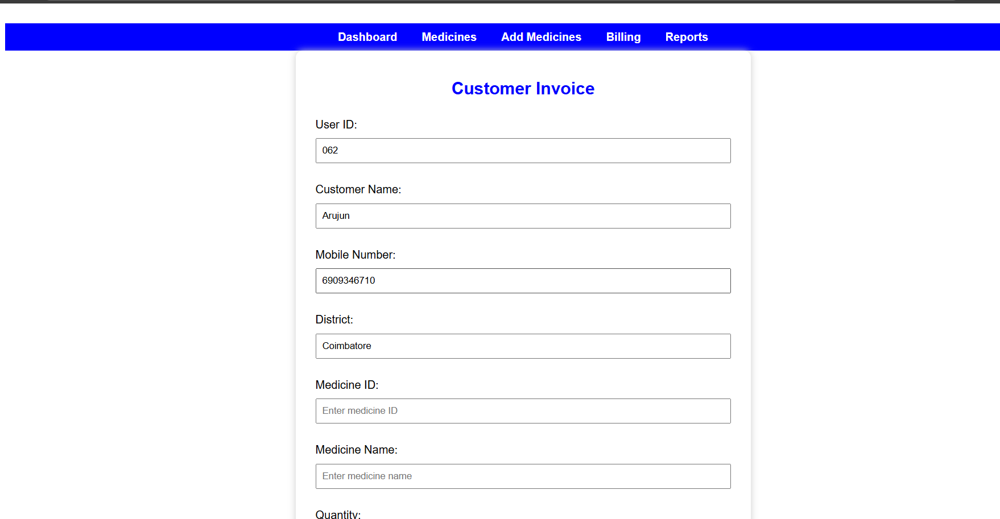 Dashboard Medicines Add Medicines Billing Reports
Customer Invoice
User ID:
062
Customer Name:
Arujun
Mobile Number:
6909346710
District:
Coimbatore
Medicine ID:
Enter medicine ID
Medicine Name:
Enter medicine name
Quantity: